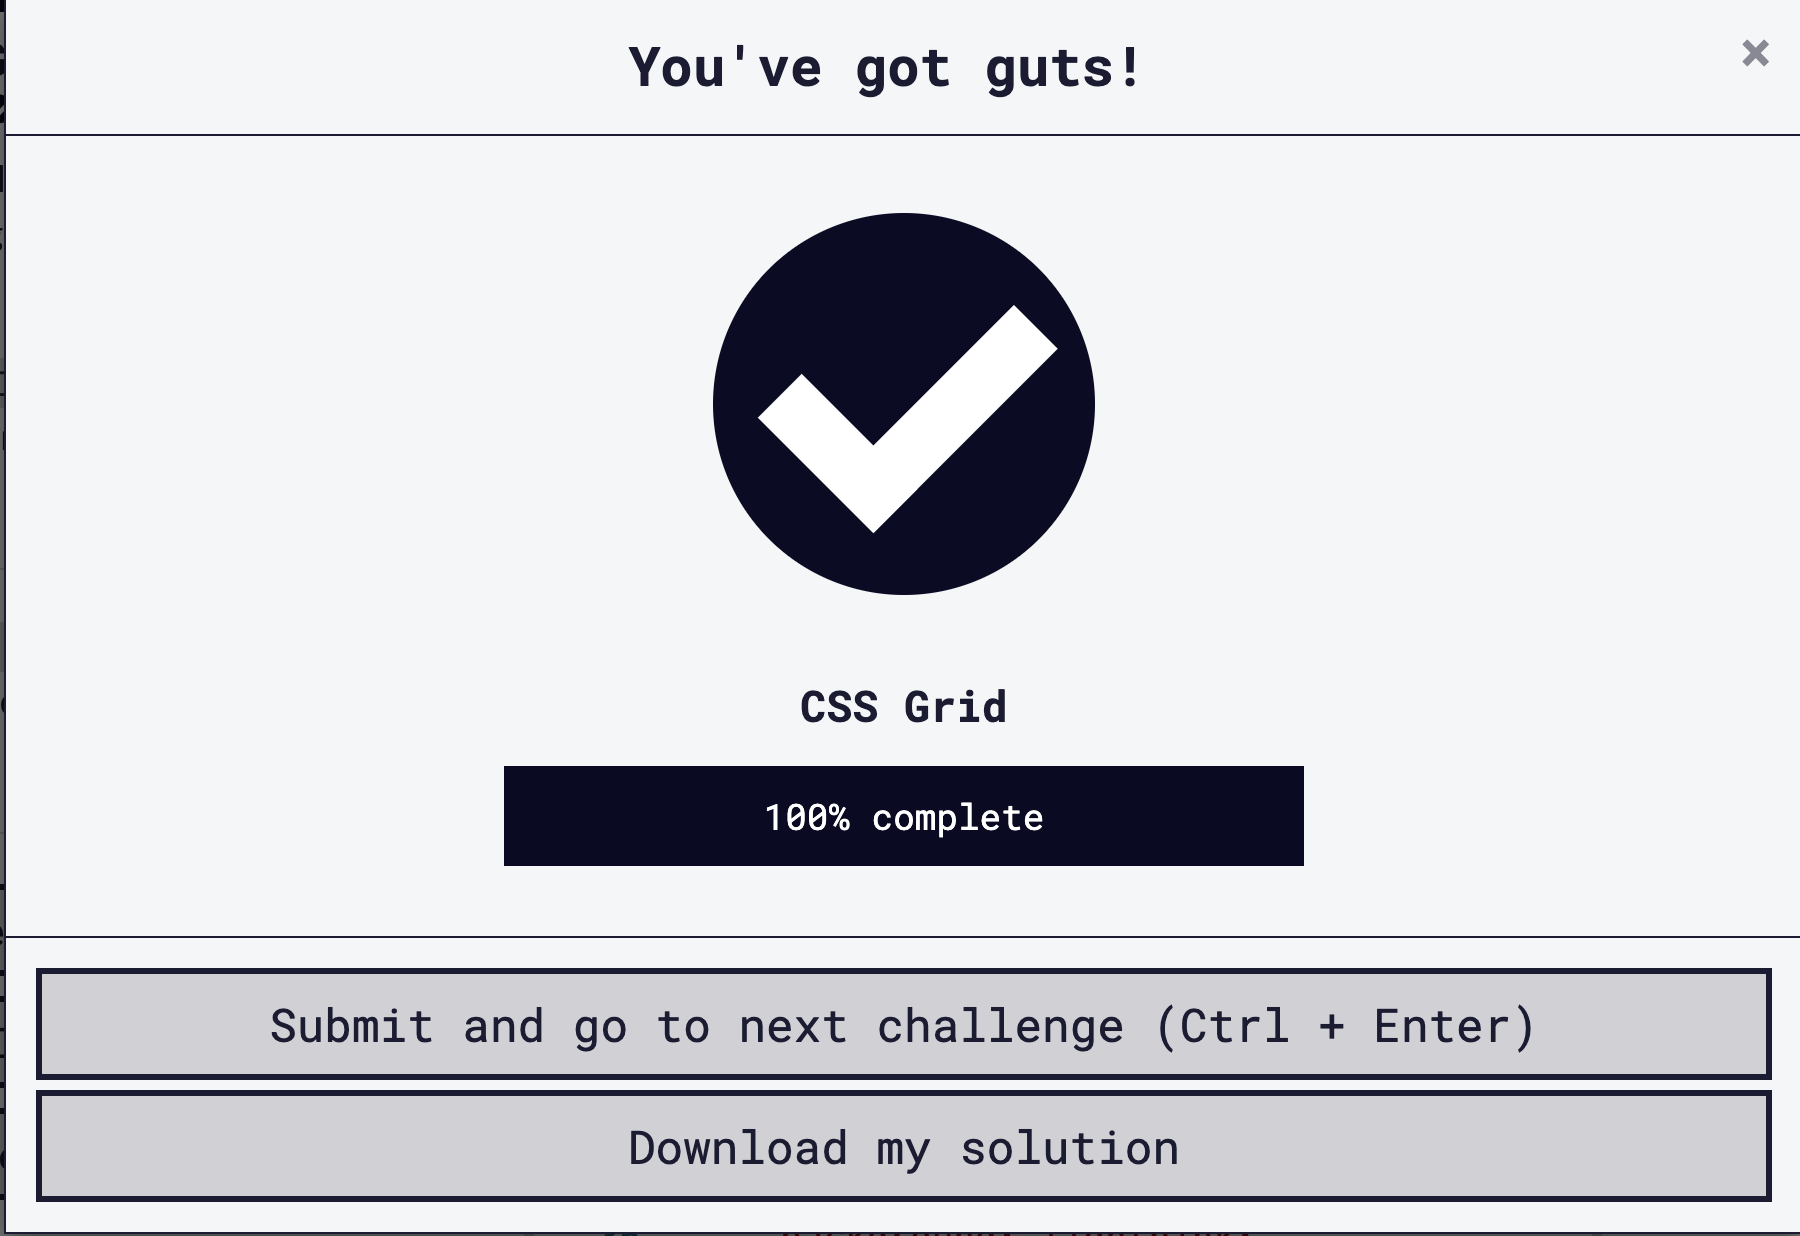 You've got guts!
×
CSS Grid
100% complete
Submit and go to next challenge (Ctrl + Enter)
Download my solution